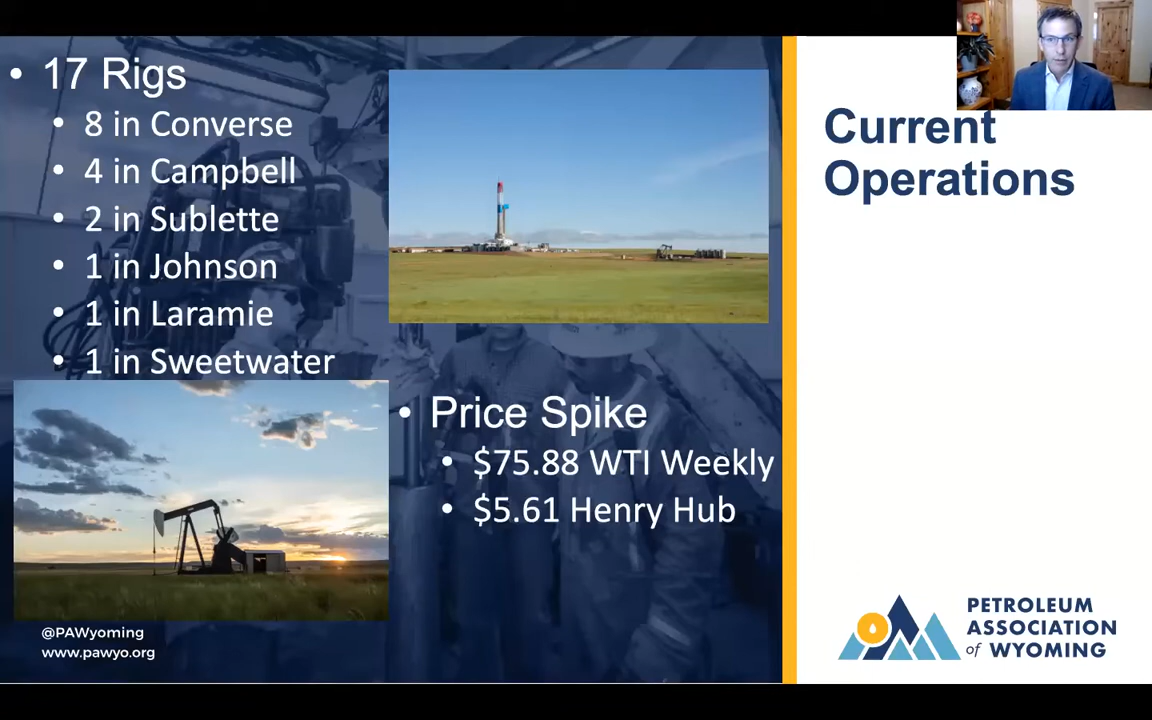 • 17 Rigs
• 8 in Converse
• 4 in Campbell
• 2 in Sublette
• 1 in Johnson
• 1 in Laramie
• 1 in Sweetwater
• Price Spike
• $75.88 WTI Weekly
• $5.61 Henry Hub
@PAWyoming
www.pawyo.org
Current
Operations
PETROLEUM
ASSOCIATION
of WYOMING